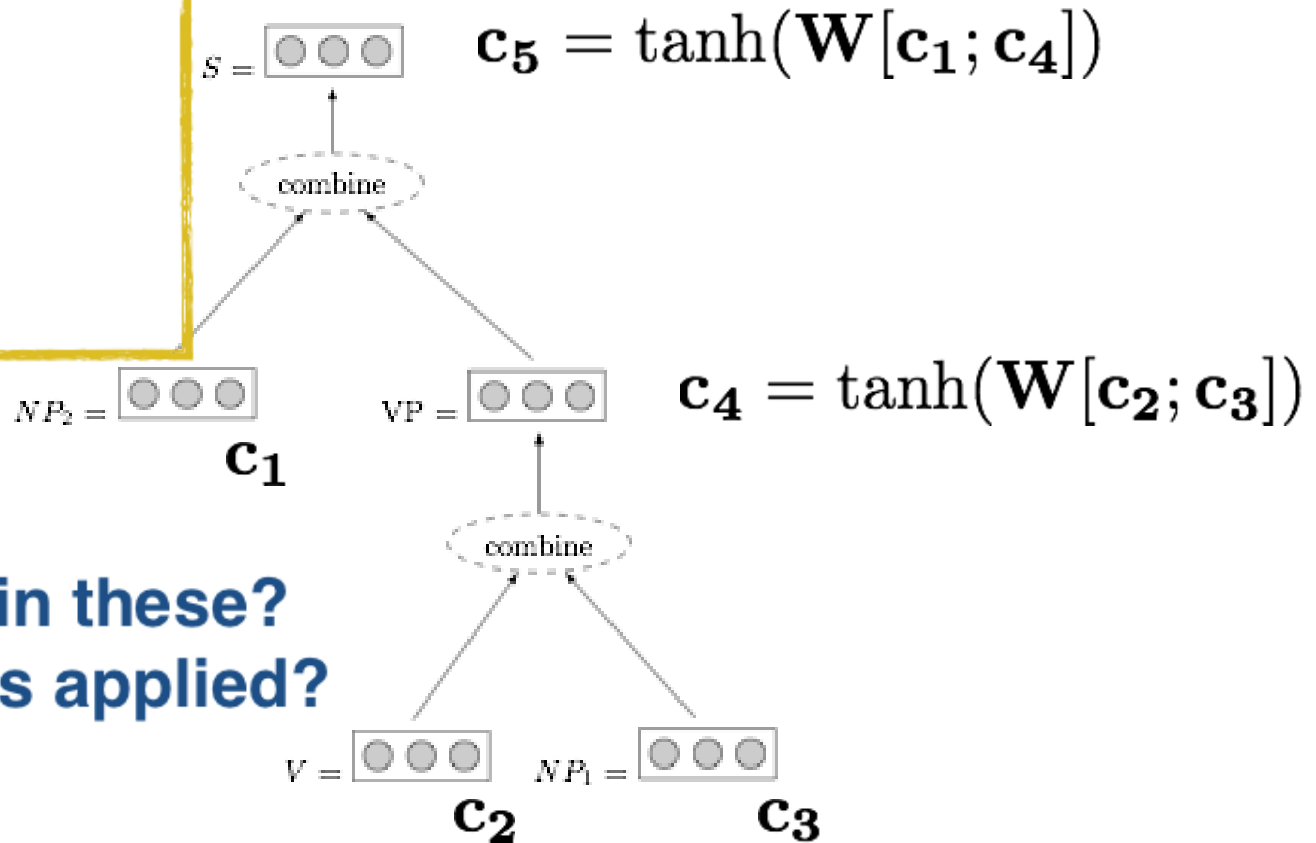 S = c₅ = tanh(W[c₁; c₄])
combine
NP₂ = VP = c₄ = tanh(W[c₂; c₃])
c₁
combine
in these?
s applied?
V = NP₁ =
c₂ c₃